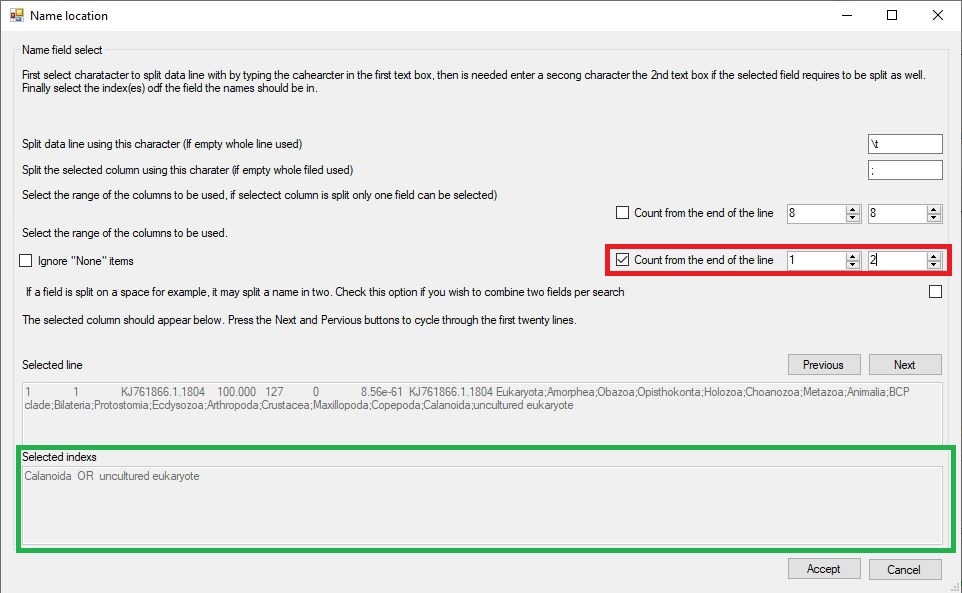 Name location
Name field select
First select charatacter to split data line with by typing the cahearcter in the first text box, then is needed enter a secong character the 2nd text box if the selected field requires to be split as well.
Finally select the index(es) odf the field the names should be in.
Split data line using this character (If empty whole line used)
\t
Split the selected column using this charater (if empty whole filed used)
;
Select the range of the columns to be used, if selectect column is split only one field can be selected)
Count from the end of the line 8 8
Select the range of the columns to be used.
Ignore "None" items
Count from the end of the line 1 2
If a field is split on a space for example, it may split a name in two. Check this option if you wish to combine two fields per search
The selected column should appear below. Press the Next and Pervious buttons to cycle through the first twenty lines.
Selected line
Previous Next
1 1 KJ761866.1.1804 100.000 127 0 8.56e-61 KJ761866.1.1804 Eukaryota;Amorphea;Obazoa;Opisthokonta;Holozoa;Choanozoa;Metazoa;Animalia;BCP
clade;Bilateria;Protostomia;Ecdysozoa;Arthropoda;Crustacea;Maxillopoda;Copepoda;Calanoida;uncultured eukaryote
Selected indexs
Calanoida OR uncultured eukaryote
Accept Cancel